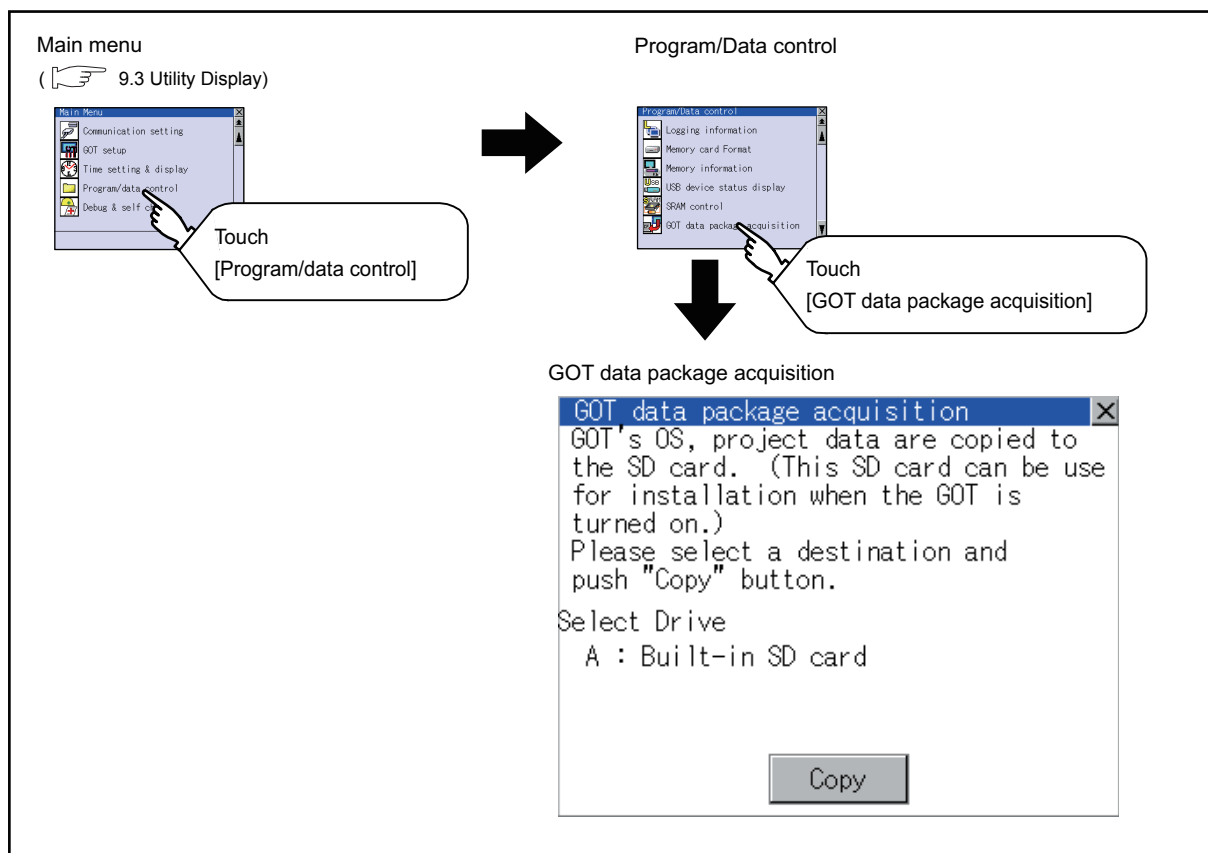 Main menu
( 9.3 Utility Display)
Main Menu
Communication setting
GOT setup
Time setting & display
Program/data control
Debug & self
Touch
[Program/data control]
Program/Data control
Program/Data control
Logging information
Memory card Format
Memory information
USB device status display
SRAM control
GOT data package acquisition
Touch
[GOT data package acquisition]
GOT data package acquisition
GOT data package acquisition
GOT's OS, project data are copied to
the SD card. (This SD card can be use
for installation when the GOT is
turned on.)
Please select a destination and
push "Copy" button.
Select Drive
A : Built-in SD card
Copy